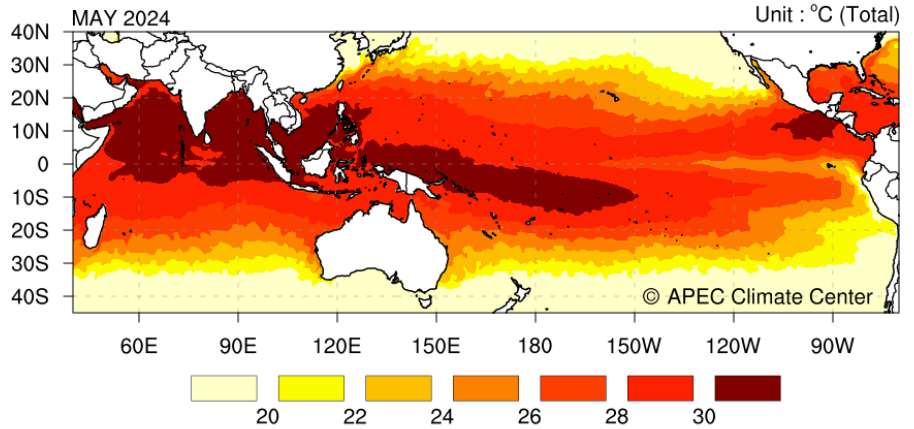 MAY 2024
Unit : °C (Total)
40N
30N
20N
10N
0
10S
20S
30S
40S
© APEC Climate Center
60E 90E 120E 150E 180 150W 120W 90W
20 22 24 26 28 30